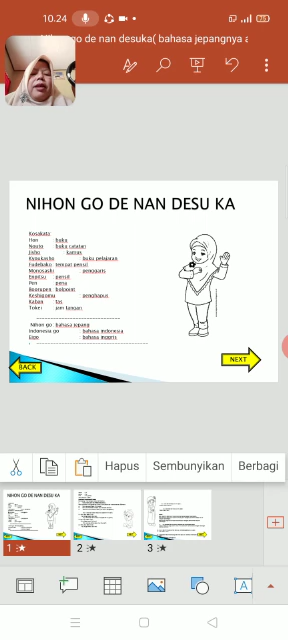 10.24
75
Nihon go de nan desuka( bahasa jepangnya a
NIHON GO DE NAN DESU KA
Kosakata
Hon : buku
Nouto : buku catatan
Jisho : kamus
Kyoukasho : buku pelajaran
Fudebako : tempat pensil
Monosashi : penggaris
Enpitsu : pensil
Pen : pena
Boorupen : bolpoint
Keshigomu : penghapus
Kaban : tas
Tokei : jam tangan
Nihon go : bahasa jepang
Indonesia go : bahasa indonesia
Eigo : bahasa inggris
BACK
NEXT
Hapus
Sembunyikan
Berbagi
NIHON GO DE NAN DESU KA
1
2
3